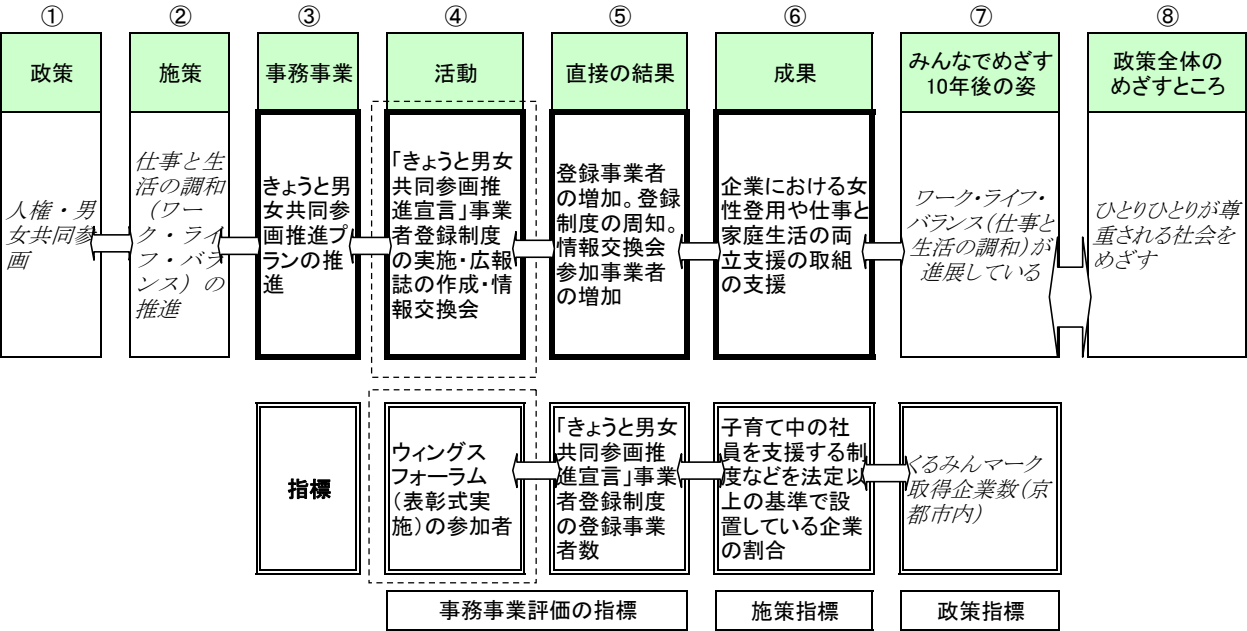 ①
②
③
④
⑤
⑥
⑦
⑧
政策
施策
事務事業
活動
直接の結果
成果
みんなでめざす
10年後の姿
政策全体の
めざすところ
人権・男
女共同参
画
仕事と生
活の調和
（ワー
ク・ライ
フ・バラ
ンス）の
推進
きょうと男
女共同参
画推進プ
ランの推
進
「きょうと男女
共同参画推
進宣言」事業
者登録制度
の実施・広報
誌の作成・情
報交換会
登録事業者
の増加。登録
制度の周知。
情報交換会
参加事業者
の増加
企業における女
性登用や仕事と
家庭生活の両
立支援の取組
の支援
ワーク・ライフ・
バランス（仕事と
生活の調和）が
進展している
ひとりひとりが尊
重される社会を
めざす
指標
ウィングス
フォーラム
（表彰式実
施）の参加者
「きょうと男女
共同参画推
進宣言」事業
者登録制度
の登録事業
者数
子育て中の社
員を支援する制
度などを法定以
上の基準で設
置している企業
の割合
くるみんマーク
取得企業数（京
都市内）
事務事業評価の指標
施策指標
政策指標